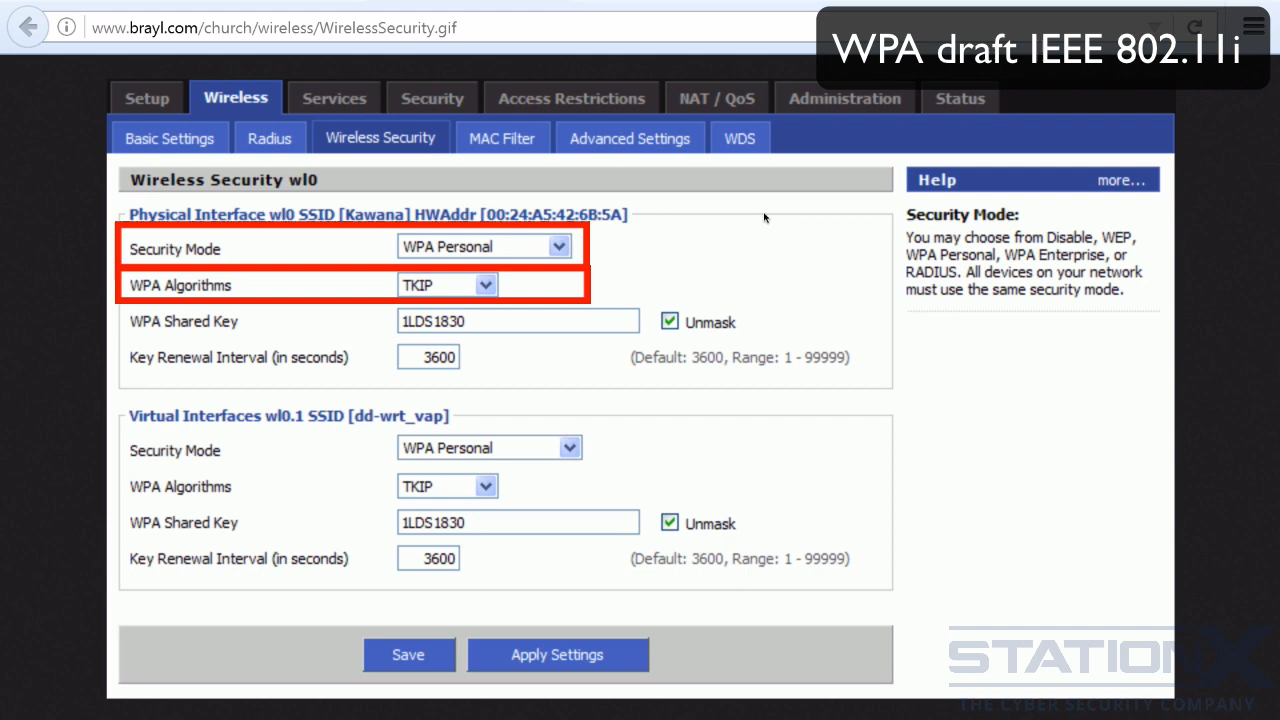 www.brayl.com/church/wireless/WirelessSecurity.gif
WPA draft IEEE 802.11i
Setup Wireless Services Security Access Restrictions NAT / QoS Administration Status
Basic Settings Radius Wireless Security MAC Filter Advanced Settings WDS
Wireless Security wl0
Physical Interface wl0 SSID [Kawana] HWAddr [00:24:A5:42:6B:5A]
Security Mode WPA Personal
WPA Algorithms TKIP
WPA Shared Key 1LDS1830 Unmask
Key Renewal Interval (in seconds) 3600 (Default: 3600, Range: 1 - 99999)
Virtual Interfaces wl0.1 SSID [dd-wrt_vap]
Security Mode WPA Personal
WPA Algorithms TKIP
WPA Shared Key 1LDS1830 Unmask
Key Renewal Interval (in seconds) 3600 (Default: 3600, Range: 1 - 99999)
Save Apply Settings
Help more...
Security Mode:
You may choose from Disable, WEP,
WPA Personal, WPA Enterprise, or
RADIUS. All devices on your network
must use the same security mode.
STATIONX
THE CYBER SECURITY COMPANY